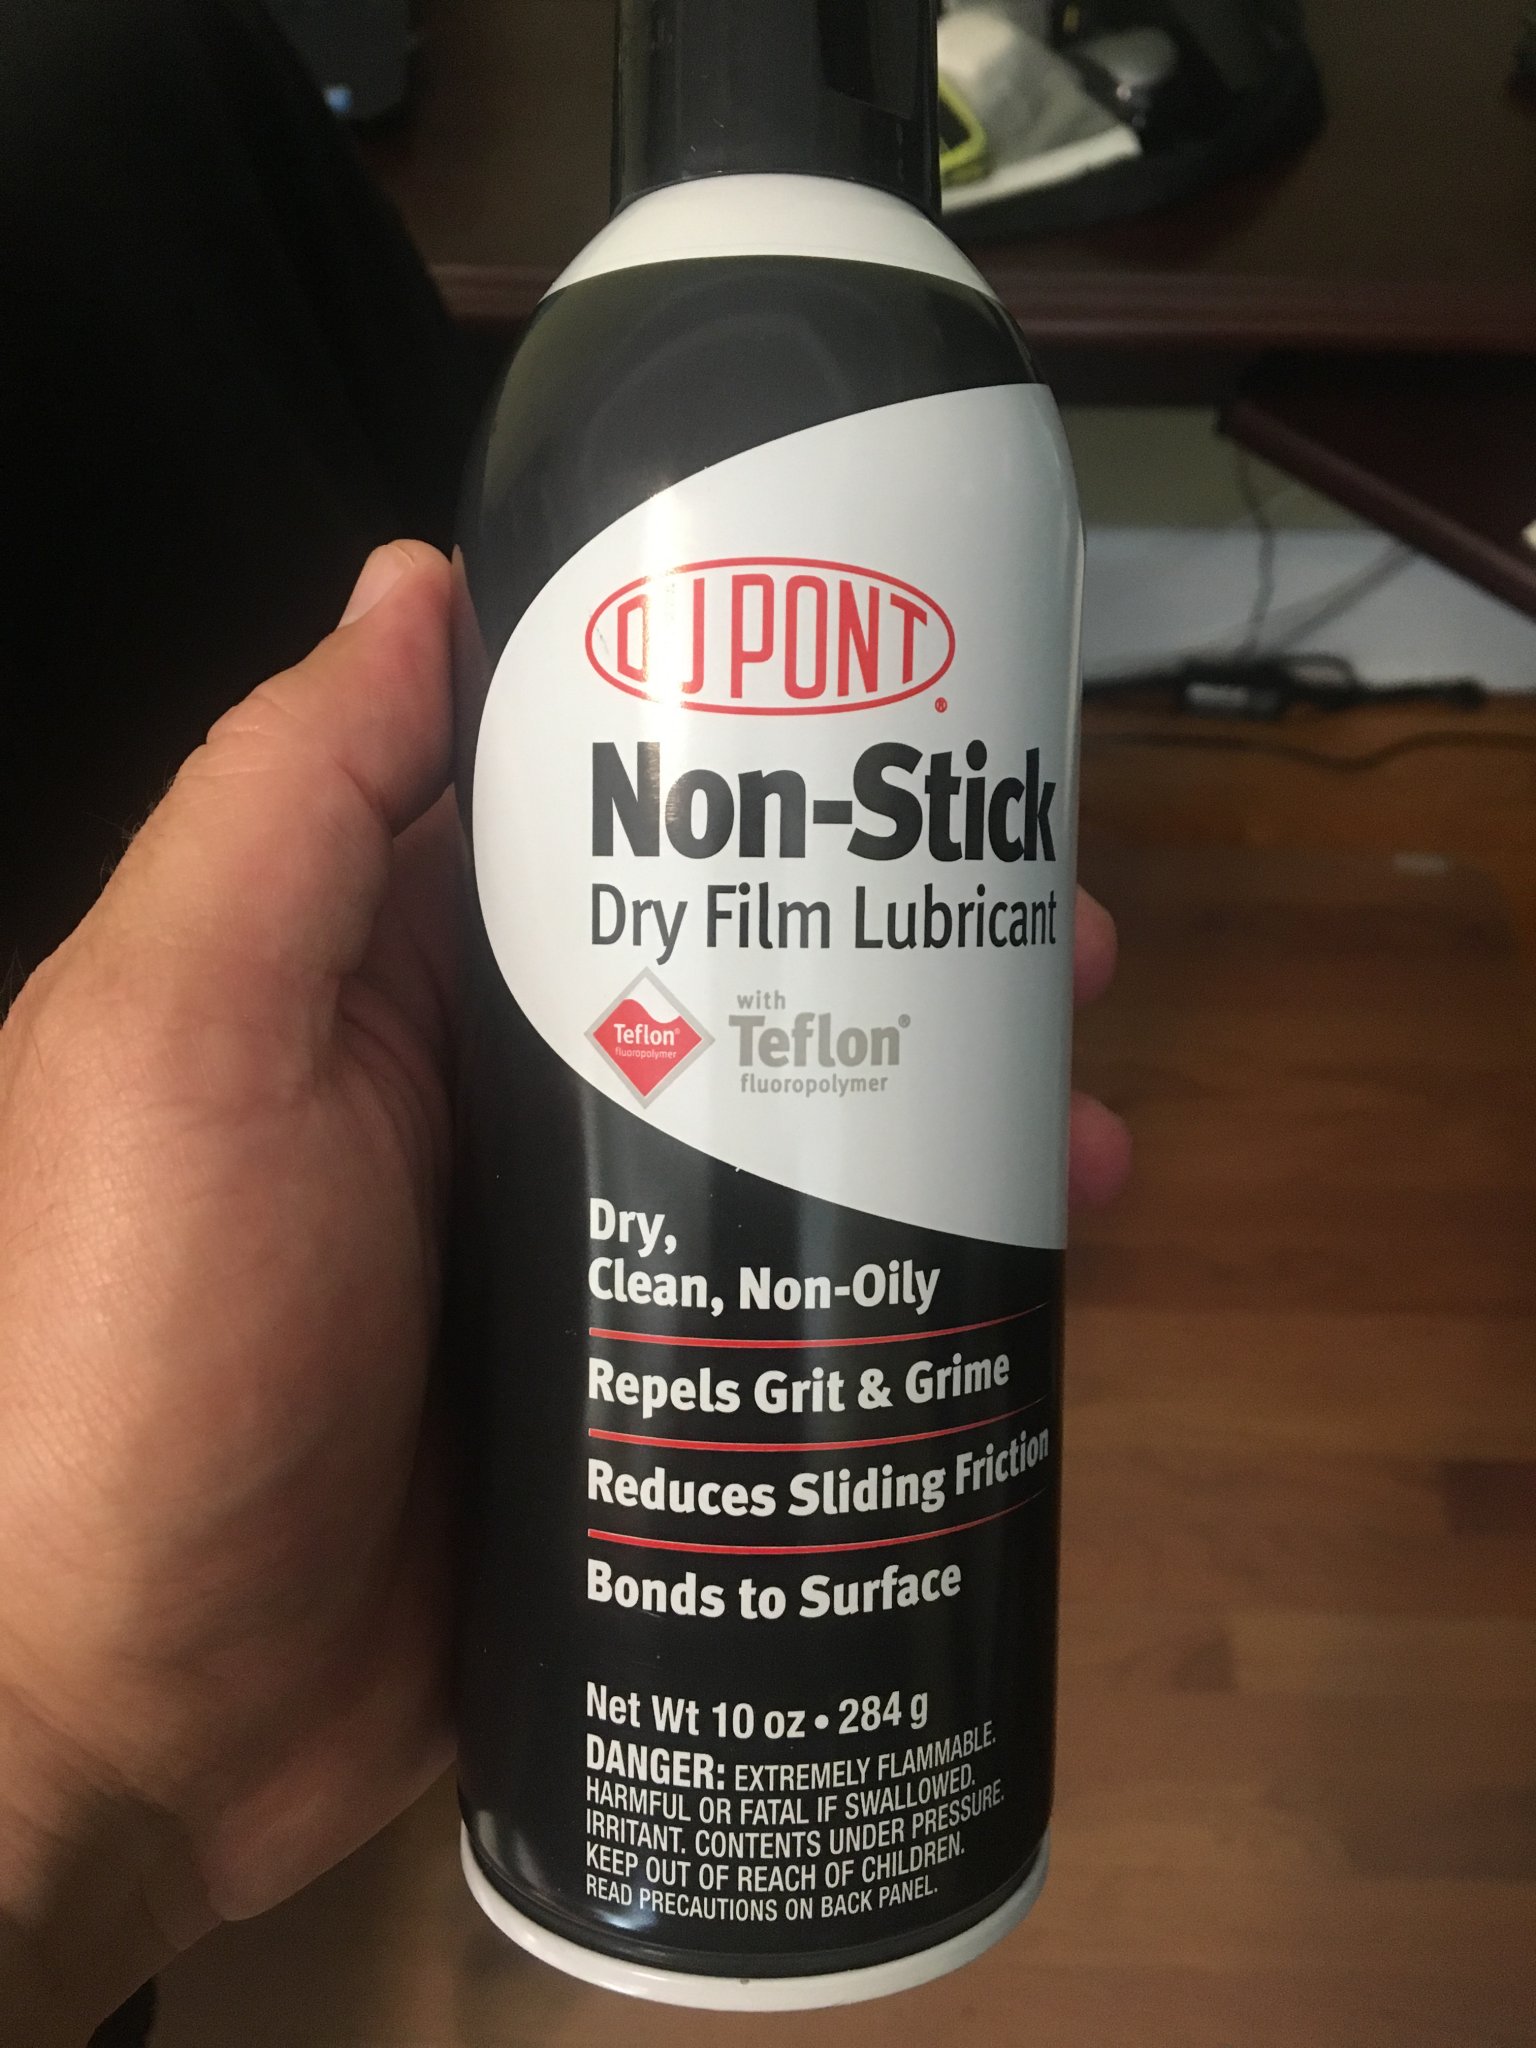 DUPONT®
Non-Stick
Dry Film Lubricant
Teflon®
fluoropolymer
with
Teflon®
fluoropolymer
Dry,
Clean, Non-Oily
Repels Grit & Grime
Reduces Sliding Friction
Bonds to Surface
Net Wt 10 oz • 284 g
DANGER: EXTREMELY FLAMMABLE.
HARMFUL OR FATAL IF SWALLOWED.
IRRITANT. CONTENTS UNDER PRESSURE.
KEEP OUT OF REACH OF CHILDREN.
READ PRECAUTIONS ON BACK PANEL.